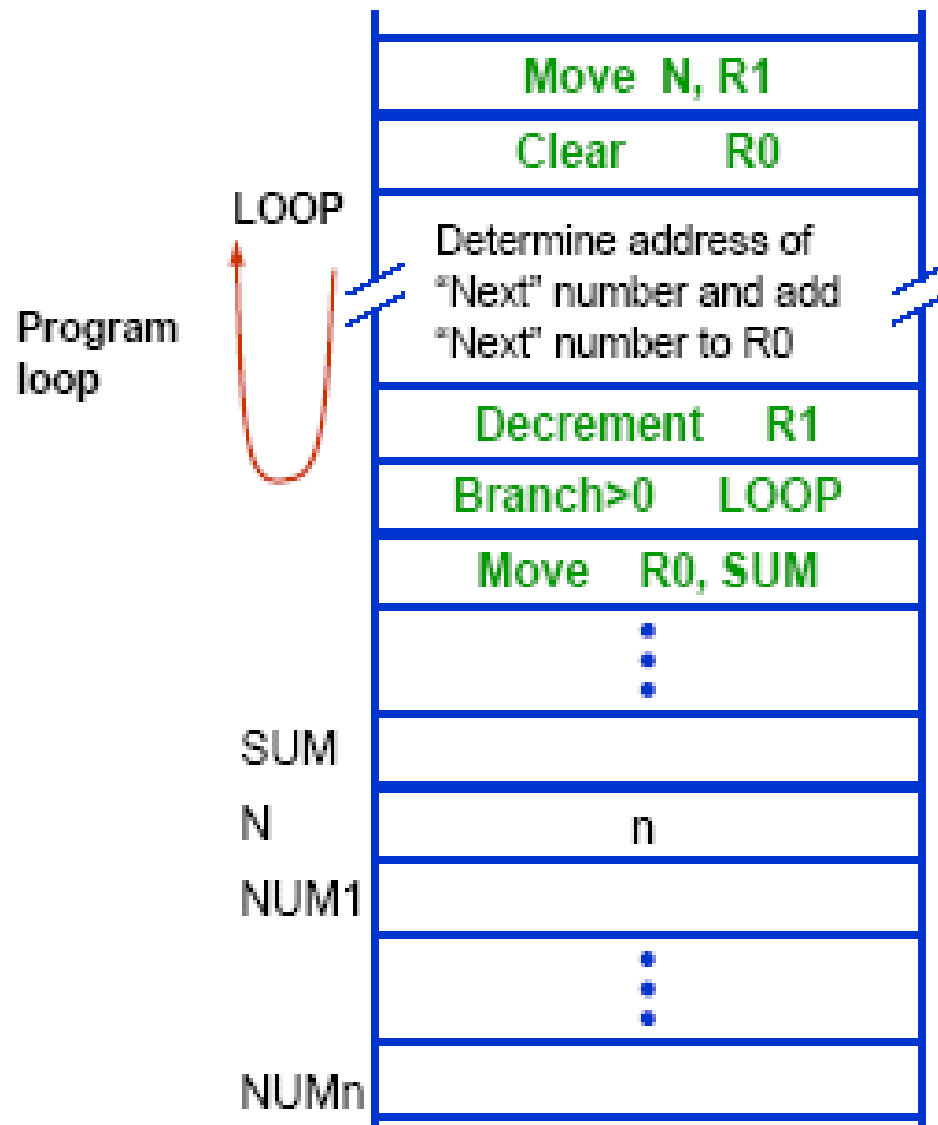 Move N, R1
Clear R0
LOOP
Determine address of
“Next” number and add
“Next” number to R0
Program
loop
Decrement R1
Branch>0 LOOP
Move R0, SUM
SUM
N
n
NUM1
NUMn